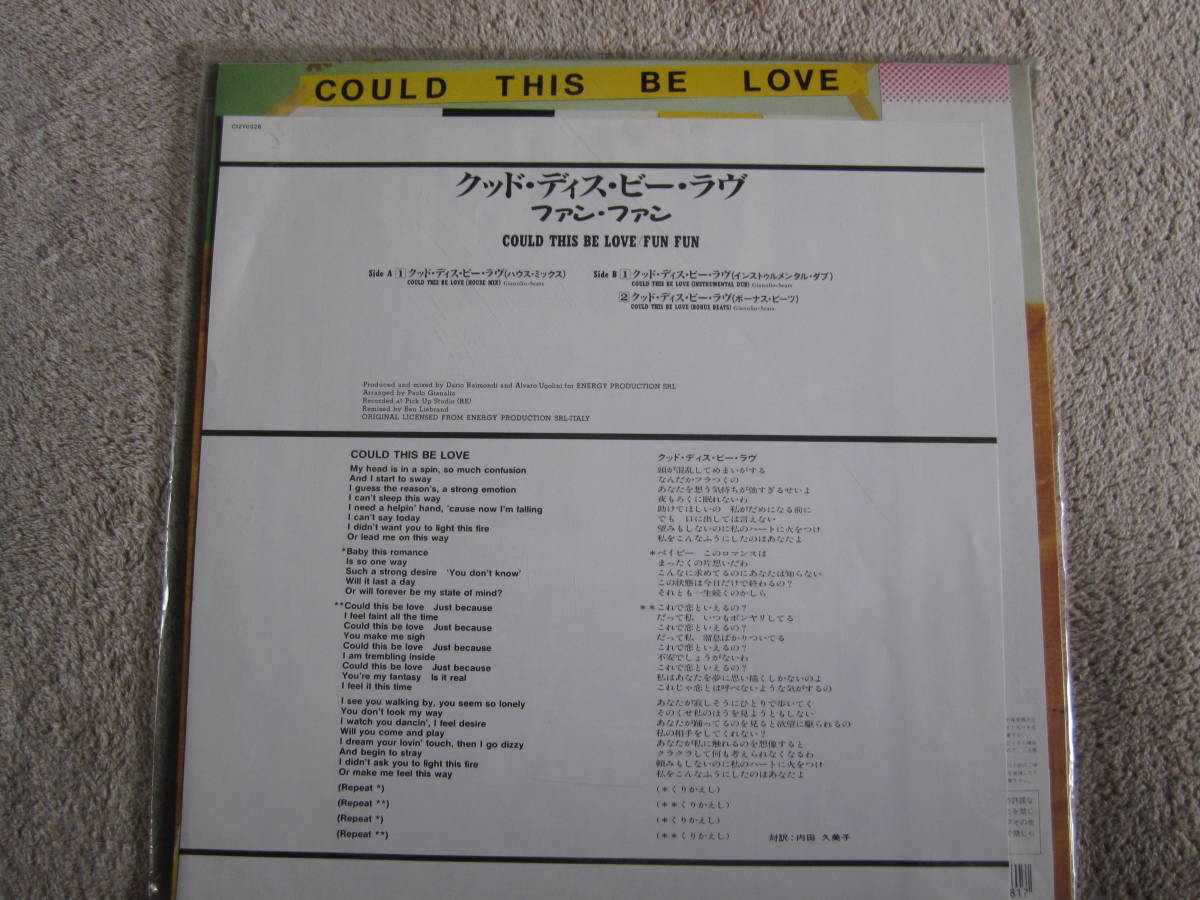 COULD THIS BE LOVE
C12Y0328
クッド・ディス・ビー・ラヴ
ファン・ファン
COULD THIS BE LOVE/FUN FUN
Side A 1 クッド・ディス・ビー・ラヴ(ハウス・ミックス)
COULD THIS BE LOVE (HOUSE MIX) Gianolio-Sears
Side B 1 クッド・ディス・ビー・ラヴ(インストゥルメンタル・ダブ)
COULD THIS BE LOVE (INSTRUMENTAL DUB) Gianolio-Sears
2 クッド・ディス・ビー・ラヴ(ボーナス・ビーツ)
COULD THIS BE LOVE (BONUS BEATS) Gianolio-Sears
Produced and mixed by Dario Raimondi and Alvaro Ugolini for ENERGY PRODUCTION SRL
Arranged by Paolo Gianolio
Recorded at Pick Up Studio (RE)
Remixed by Ben Liebrand
ORIGINAL LICENSED FROM ENERGY PRODUCTION SRL-ITALY
COULD THIS BE LOVE
My head is in a spin, so much confusion
And I start to sway
I guess the reason's, a strong emotion
I can't sleep this way
I need a helpin' hand, 'cause now I'm falling
I can't say today
I didn't want you to light this fire
Or lead me on this way
*Baby this romance
Is so one way
Such a strong desire 'You don't know'
Will it last a day
Or will forever be my state of mind?
**Could this be love Just because
I feel faint all the time
Could this be love Just because
You make me sigh
Could this be love Just because
I am trembling inside
Could this be love Just because
You're my fantasy Is it real
I feel it this time
I see you walking by, you seem so lonely
You don't look my way
I watch you dancin', I feel desire
Will you come and play
I dream your lovin' touch, then I go dizzy
And begin to stray
I didn't ask you to light this fire
Or make me feel this way
(Repeat *)
(Repeat **)
(Repeat *)
(Repeat **)
クッド・ディス・ビー・ラヴ
頭が混乱してめまいがする
なんだかフラつくの
あなたを想う気持ちが強すぎるせいよ
夜もろくに眠れないわ
助けてほしいの 私がだめになる前に
でも 口に出しては言えない
望みもしないのに私のハートに火をつけ
私をこんなふうにしたのはあなたよ
*ベイビー このロマンスは
まったくの片想いだわ
こんなに求めてるのにあなたは知らない
この状態は今日だけで終わるの?
それとも一生続くのかしら
**これで恋といえるの?
だって私 いつもボンヤリしてる
これで恋といえるの?
だって私 溜息ばかりついてる
これで恋といえるの?
不安でしょうがないわ
これで恋といえるの?
私はあなたを夢に思い描くしかないのよ
これじゃ恋とは呼べないような気がするの
あなたが寂しそうにひとりで歩いてく
そのくせ私のほうを見ようともしない
あなたが踊ってるのを見ると欲望に駆られるの
私の相手をしてくれない?
あなたが私に触れるのを想像すると
クラクラして何も考えられなくなるわ
頼みもしないのに私のハートに火をつけ
私をこんなふうにしたのはあなたよ
(*くりかえし)
(**くりかえし)
(*くりかえし)
(**くりかえし)
対訳:内田 久美子
817